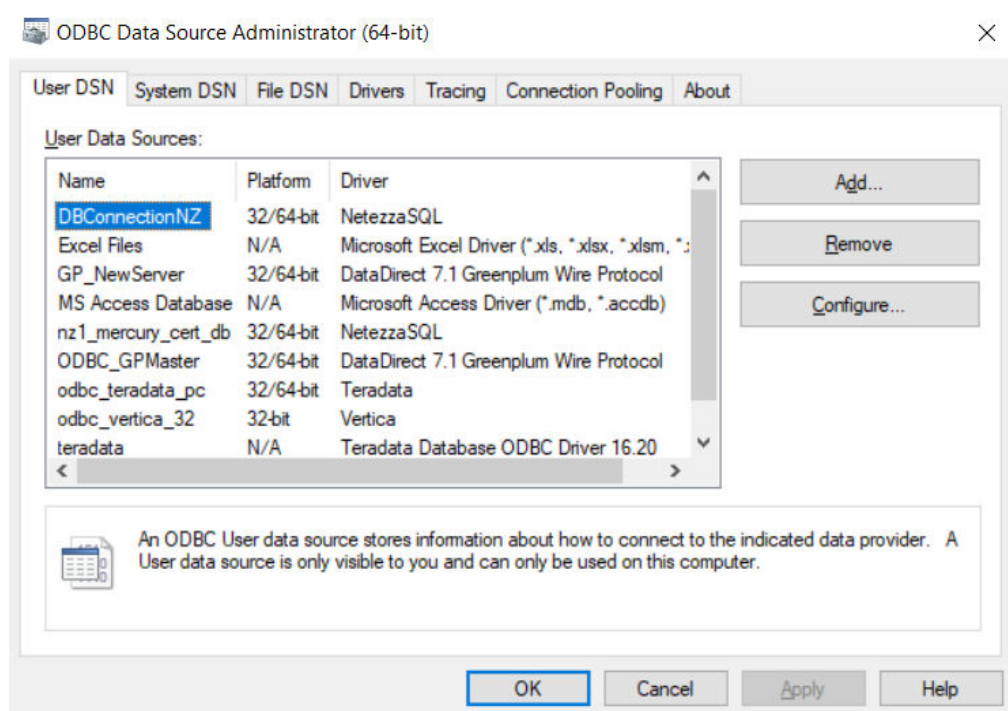 ODBC Data Source Administrator (64-bit)
User DSN System DSN File DSN Drivers Tracing Connection Pooling About
User Data Sources:
Name Platform Driver
DBConnectionNZ 32/64-bit NetezzaSQL
Excel Files N/A Microsoft Excel Driver (*.xls, *.xlsx, *.xlsm, *.:
GP_NewServer 32/64-bit DataDirect 7.1 Greenplum Wire Protocol
MS Access Database N/A Microsoft Access Driver (*.mdb, *.accdb)
nz1_mercury_cert_db 32/64-bit NetezzaSQL
ODBC_GPMaster 32/64-bit DataDirect 7.1 Greenplum Wire Protocol
odbc_teradata_pc 32/64-bit Teradata
odbc_vertica_32 32-bit Vertica
teradata N/A Teradata Database ODBC Driver 16.20
Add...
Remove
Configure...
An ODBC User data source stores information about how to connect to the indicated data provider. A
User data source is only visible to you and can only be used on this computer.
OK Cancel Apply Help